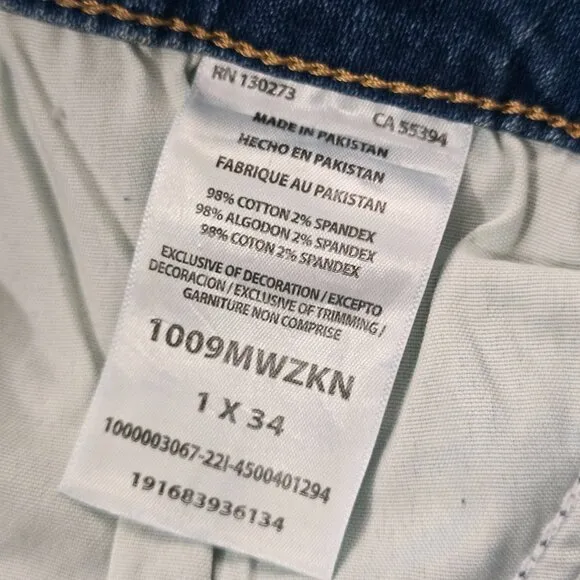 RN 130273 CA 55394
MADE IN PAKISTAN
HECHO EN PAKISTAN
FABRIQUE AU PAKISTAN
98% COTTON 2% SPANDEX
98% ALGODON 2% SPANDEX
98% COTON 2% SPANDEX
EXCLUSIVE OF DECORATION / EXCEPTO
DECORACION / EXCLUSIVE OF TRIMMING /
GARNITURE NON COMPRISE
1009MWZKN
1 X 34
1000003067-22I-4500401294
191683936134